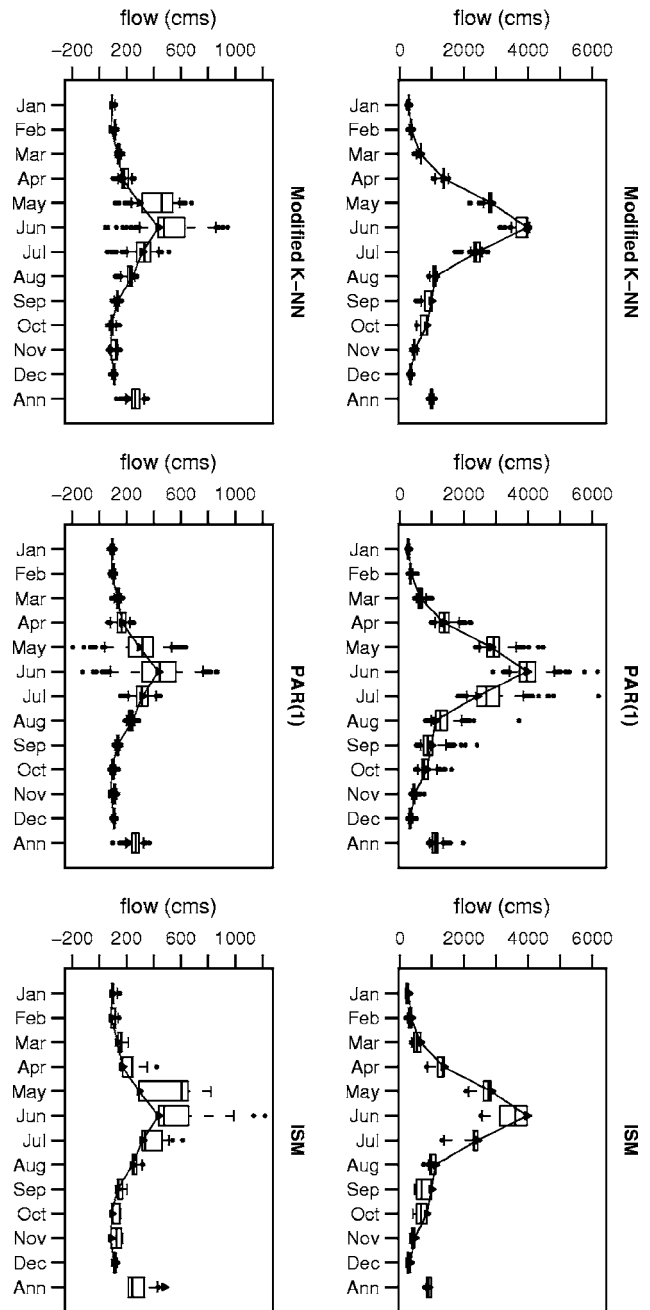 flow (cms)
−200 200 600 1000
Jan
Feb
Mar
Apr
May
Jun
Jul
Aug
Sep
Oct
Nov
Dec
Ann
Modified K−NN
flow (cms)
0 2000 4000 6000
Jan
Feb
Mar
Apr
May
Jun
Jul
Aug
Sep
Oct
Nov
Dec
Ann
Modified K−NN
flow (cms)
−200 200 600 1000
Jan
Feb
Mar
Apr
May
Jun
Jul
Aug
Sep
Oct
Nov
Dec
Ann
PAR(1)
flow (cms)
0 2000 4000 6000
Jan
Feb
Mar
Apr
May
Jun
Jul
Aug
Sep
Oct
Nov
Dec
Ann
PAR(1)
flow (cms)
−200 200 600 1000
Jan
Feb
Mar
Apr
May
Jun
Jul
Aug
Sep
Oct
Nov
Dec
Ann
ISM
flow (cms)
0 2000 4000 6000
Jan
Feb
Mar
Apr
May
Jun
Jul
Aug
Sep
Oct
Nov
Dec
Ann
ISM